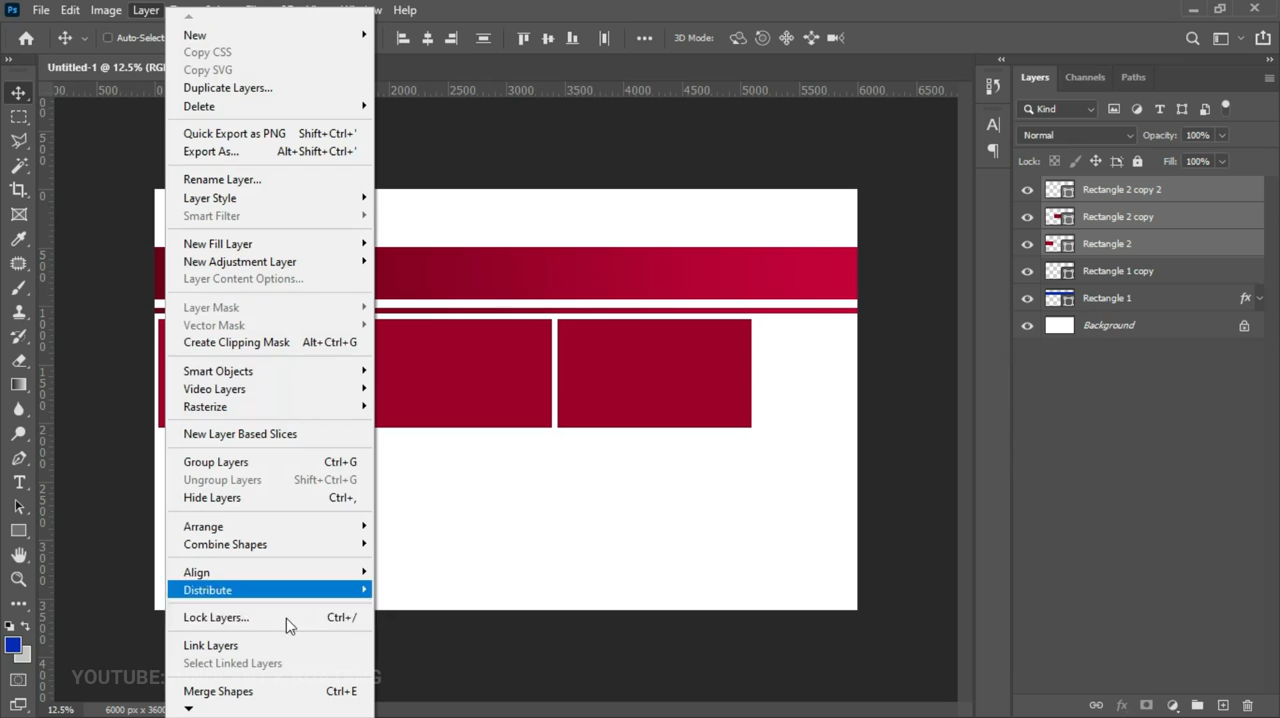 Ps File Edit Image Layer Window Help
Auto-Select
3D Mode:
Untitled-1 @ 12.5% (RG
500
2000 2500 3000 3500 4000 4500 5000 5500 6000 6500
New
Copy CSS
Copy SVG
Duplicate Layers...
Delete
Quick Export as PNG Shift+Ctrl+'
Export As... Alt+Shift+Ctrl+'
Rename Layer...
Layer Style
Smart Filter
New Fill Layer
New Adjustment Layer
Layer Content Options...
Layer Mask
Vector Mask
Create Clipping Mask Alt+Ctrl+G
Smart Objects
Video Layers
Rasterize
New Layer Based Slices
Group Layers Ctrl+G
Ungroup Layers Shift+Ctrl+G
Hide Layers Ctrl+,
Arrange
Combine Shapes
Align
Distribute
Lock Layers... Ctrl+/
Link Layers
Select Linked Layers
Merge Shapes Ctrl+E
Layers Channels Paths
Kind
Normal Opacity: 100%
Lock: Fill: 100%
Rectangle 2 copy 2
Rectangle 2 copy
Rectangle 2
Rectangle 1 copy
Rectangle 1 fx
Background
YOUTUBE:
12.5% 6000 px x 3600